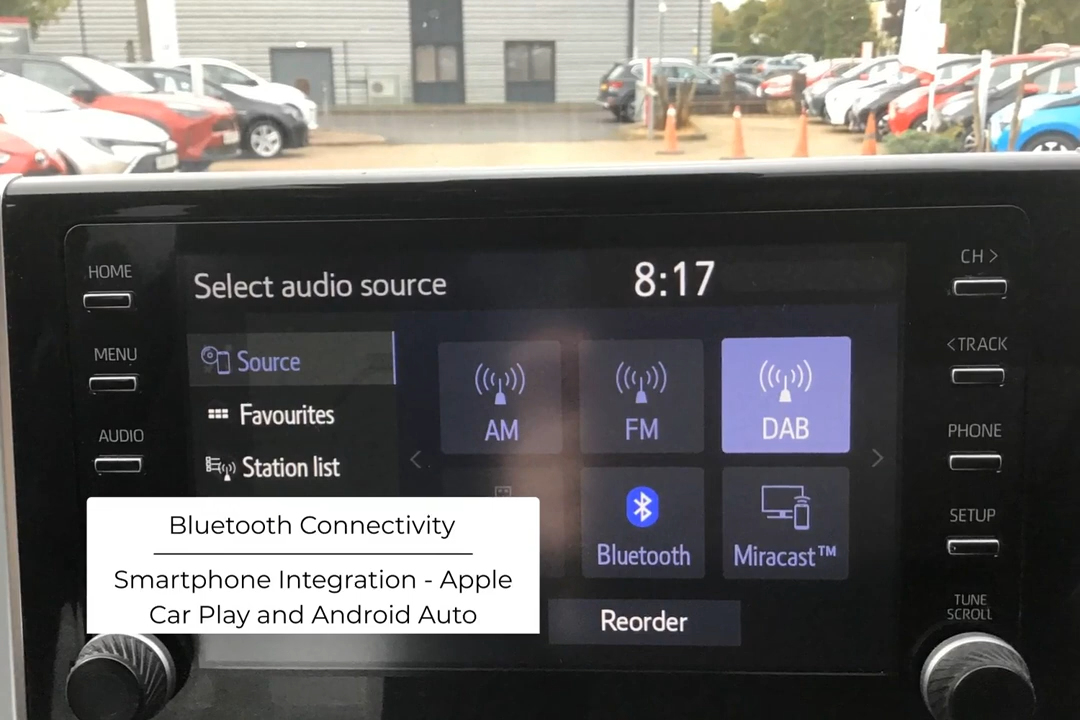 HOME
MENU
AUDIO
Select audio source
8:17
Source
Favourites
Station list
AM
FM
DAB
Bluetooth
Miracast™
Reorder
CH >
< TRACK
PHONE
SETUP
TUNE
SCROLL
Bluetooth Connectivity
Smartphone Integration - Apple
Car Play and Android Auto